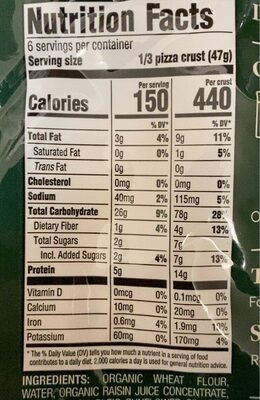 Nutrition Facts
6 servings per container
Serving size 1/3 pizza crust (47g)
Per serving Per crust
Calories 150 440
% DV* % DV*
Total Fat 3g 4% 9g 11%
Saturated Fat 0g 0% 1g 5%
Trans Fat 0g 0g
Cholesterol 0mg 0% 0mg 0%
Sodium 40mg 2% 115mg 5%
Total Carbohydrate 26g 9% 78g 28%
Dietary Fiber 1g 4% 4g 13%
Total Sugars 2g 7g
Incl. Added Sugars 2g 4% 7g 13%
Protein 5g 14g
Vitamin D 0mcg 0% 0.1mcg 0%
Calcium 10mg 0% 20mg 0%
Iron 0.6mg 4% 1.9mg 10%
Potassium 60mg 0% 170mg 4%
* The % Daily Value (DV) tells you how much a nutrient in a serving of food
contributes to a daily diet. 2,000 calories a day is used for general nutrition advice.
INGREDIENTS: ORGANIC WHEAT FLOUR,
WATER, ORGANIC RAISIN JUICE CONCENTRATE,